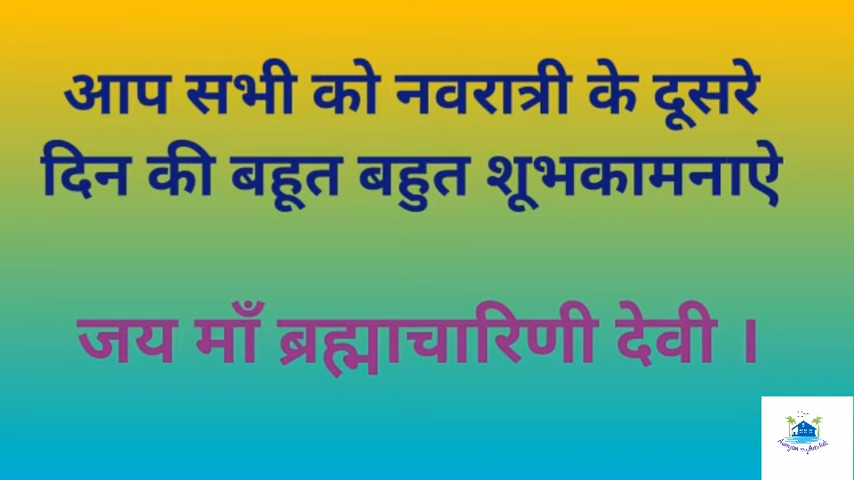 आप सभी को नवरात्री के दूसरे
दिन की बहूत बहुत शूभकामनाऐ
जय माँ ब्रह्माचारिणी देवी ।